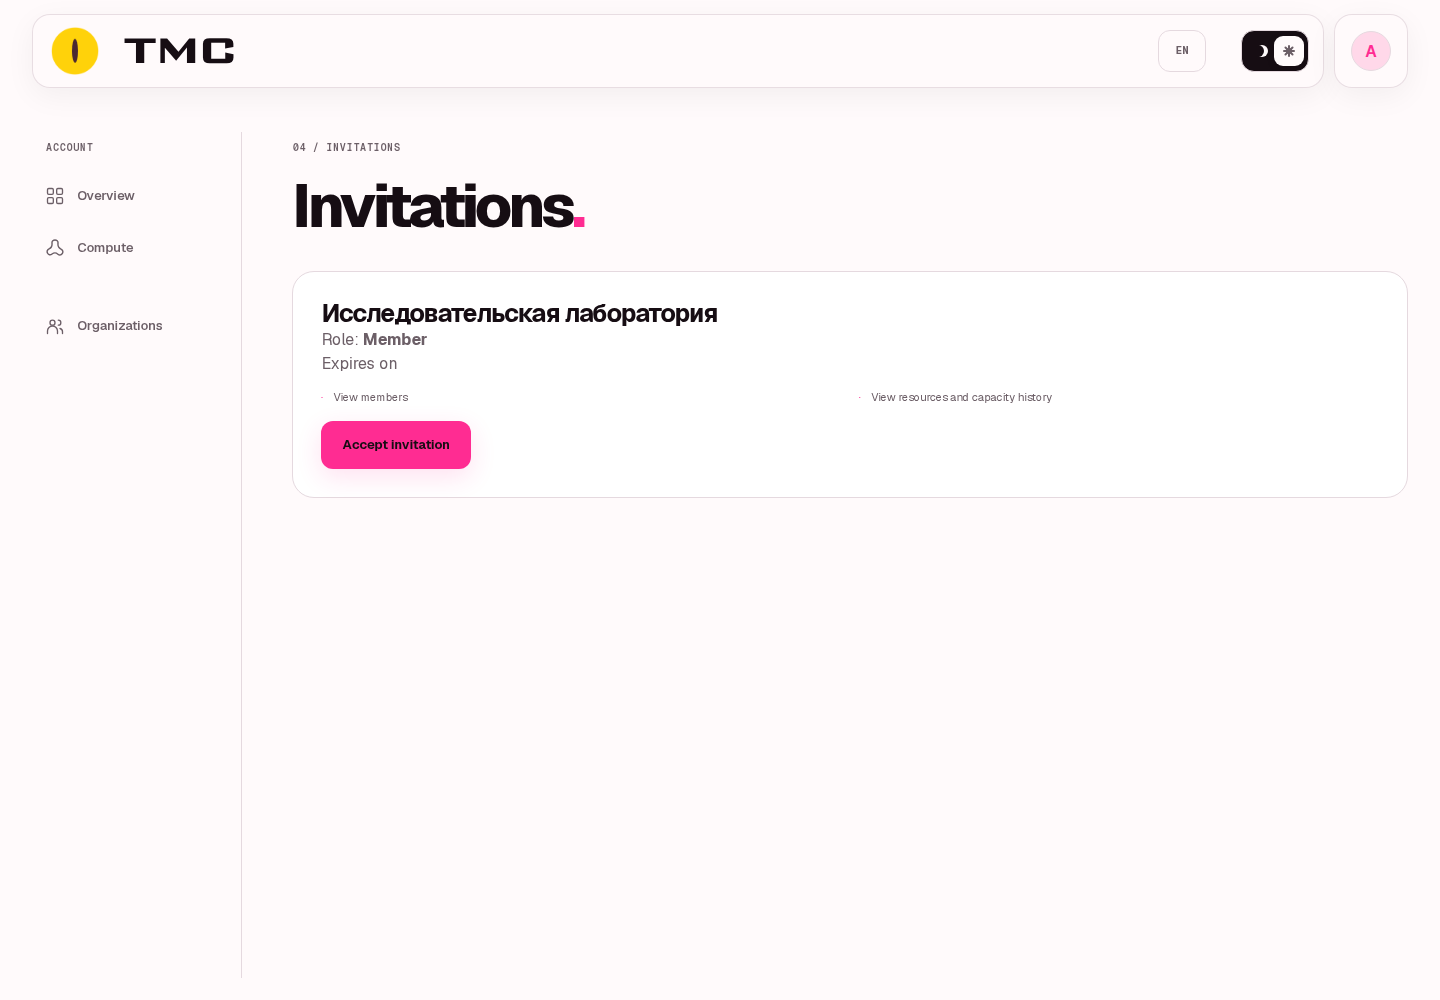 TMC
EN
A
ACCOUNT
Overview
Compute
Organizations
04 / INVITATIONS
Invitations.
Исследовательская лаборатория
Role: Member
Expires on
· View members
· View resources and capacity history
Accept invitation